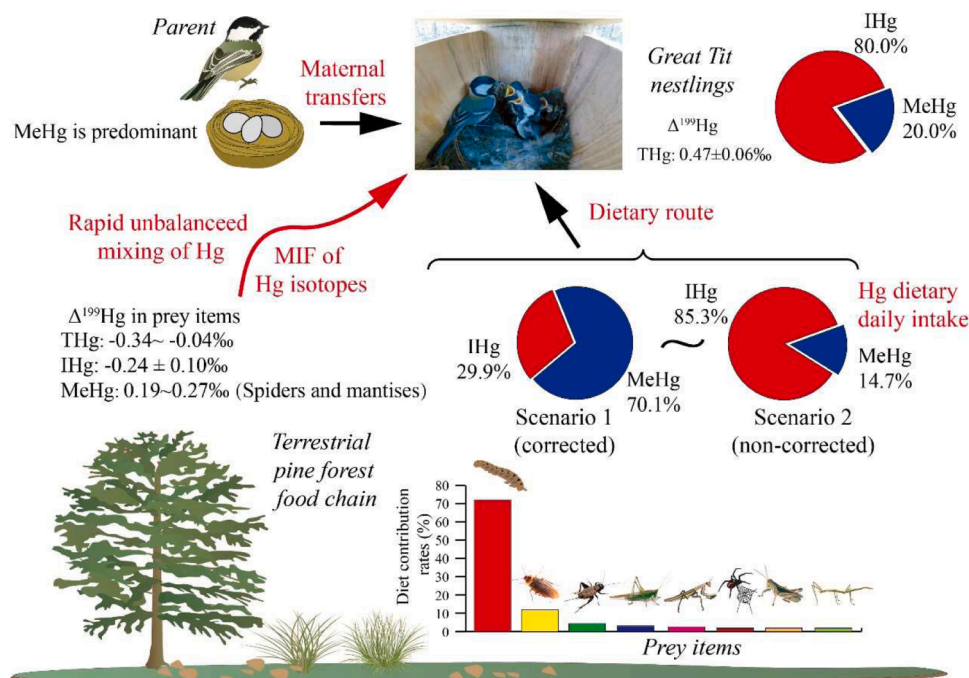 Parent
MeHg is predominant
Maternal
transfers
Great Tit
nestlings
Δ¹⁹⁹Hg
THg: 0.47±0.06‰
IHg
80.0%
MeHg
20.0%
Rapid unbalanceed
mixing of Hg
MIF of
Hg isotopes
Dietary route
Δ¹⁹⁹Hg in prey items
THg: -0.34~ -0.04‰
IHg: -0.24 ± 0.10‰
MeHg: 0.19~0.27‰ (Spiders and mantises)
IHg
29.9%
MeHg
70.1%
Scenario 1
(corrected)
~
IHg
85.3%
Hg dietary
daily intake
MeHg
14.7%
Scenario 2
(non-corrected)
Terrestrial
pine forest
food chain
Diet contribution
rates (%)
80
70
60
50
40
30
20
10
0
Prey items